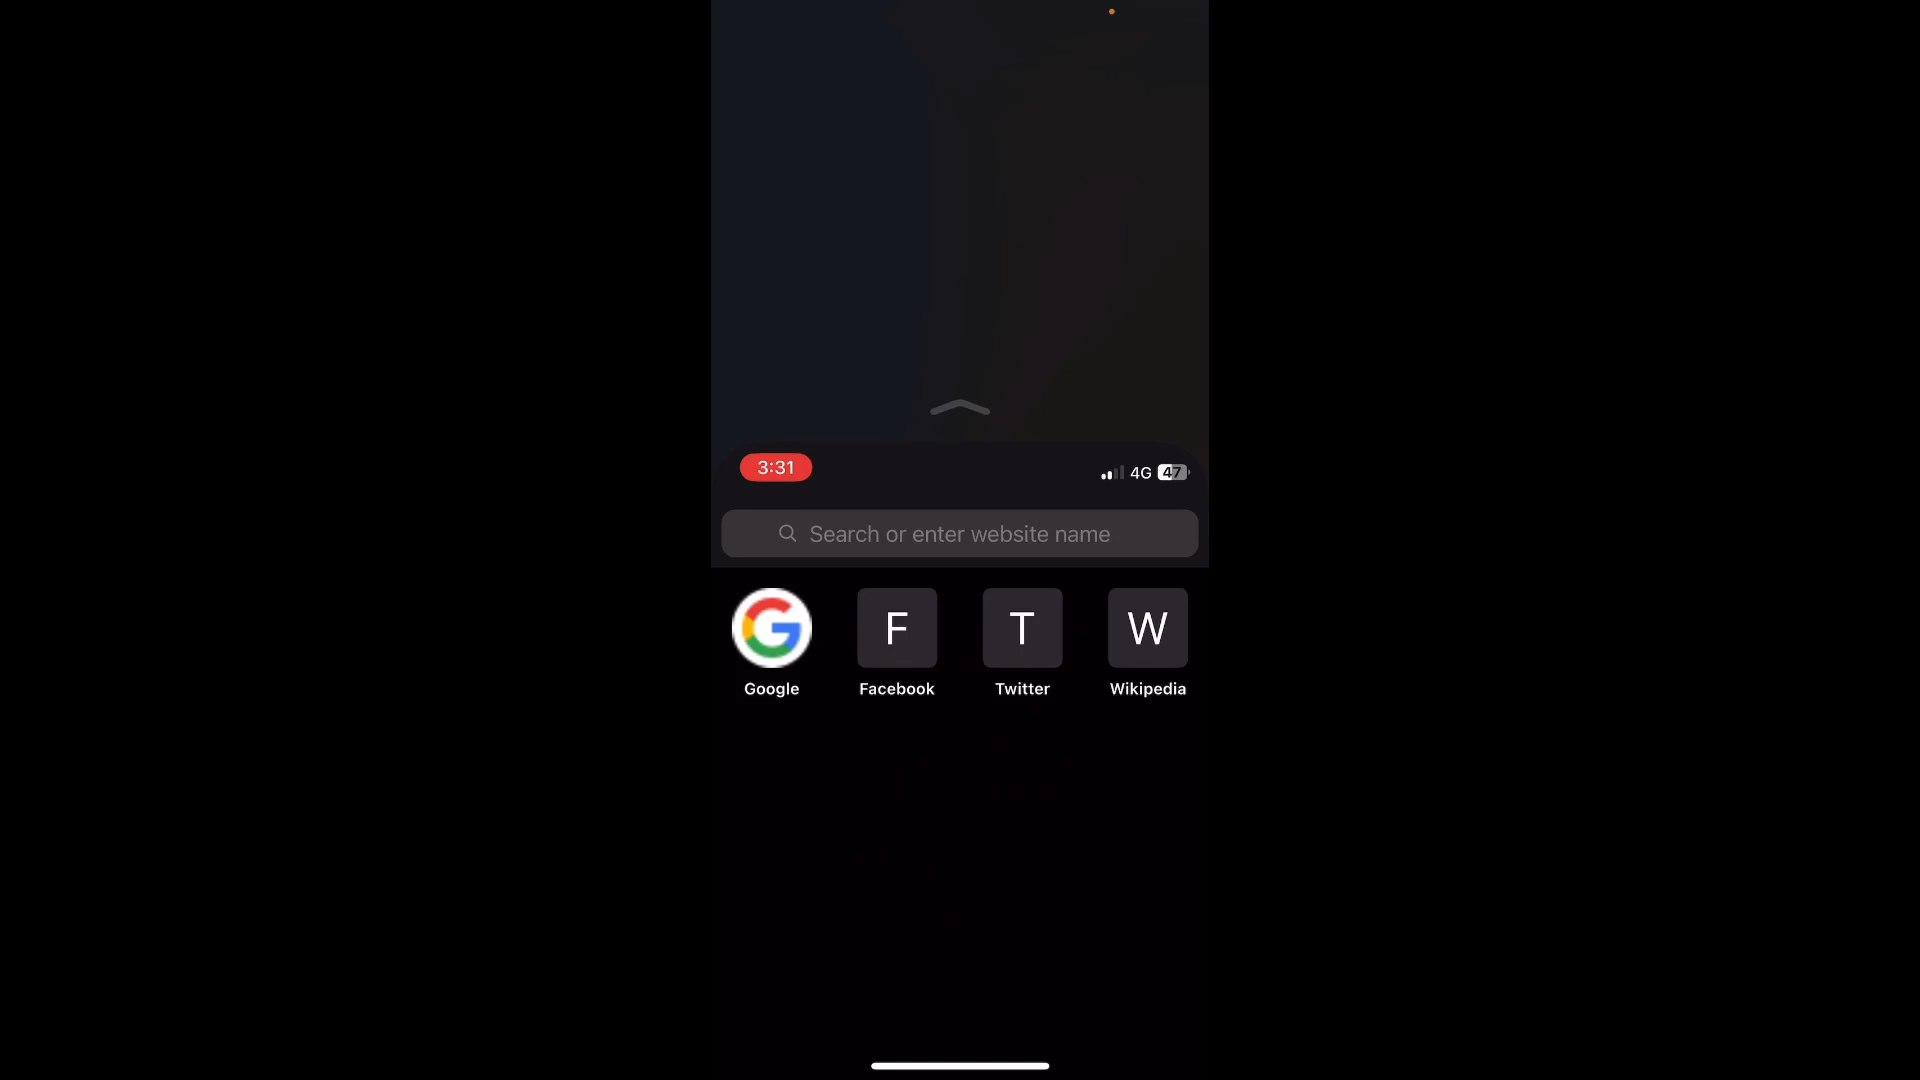 3:31
4G 47
Search or enter website name
G F T W
Google Facebook Twitter Wikipedia